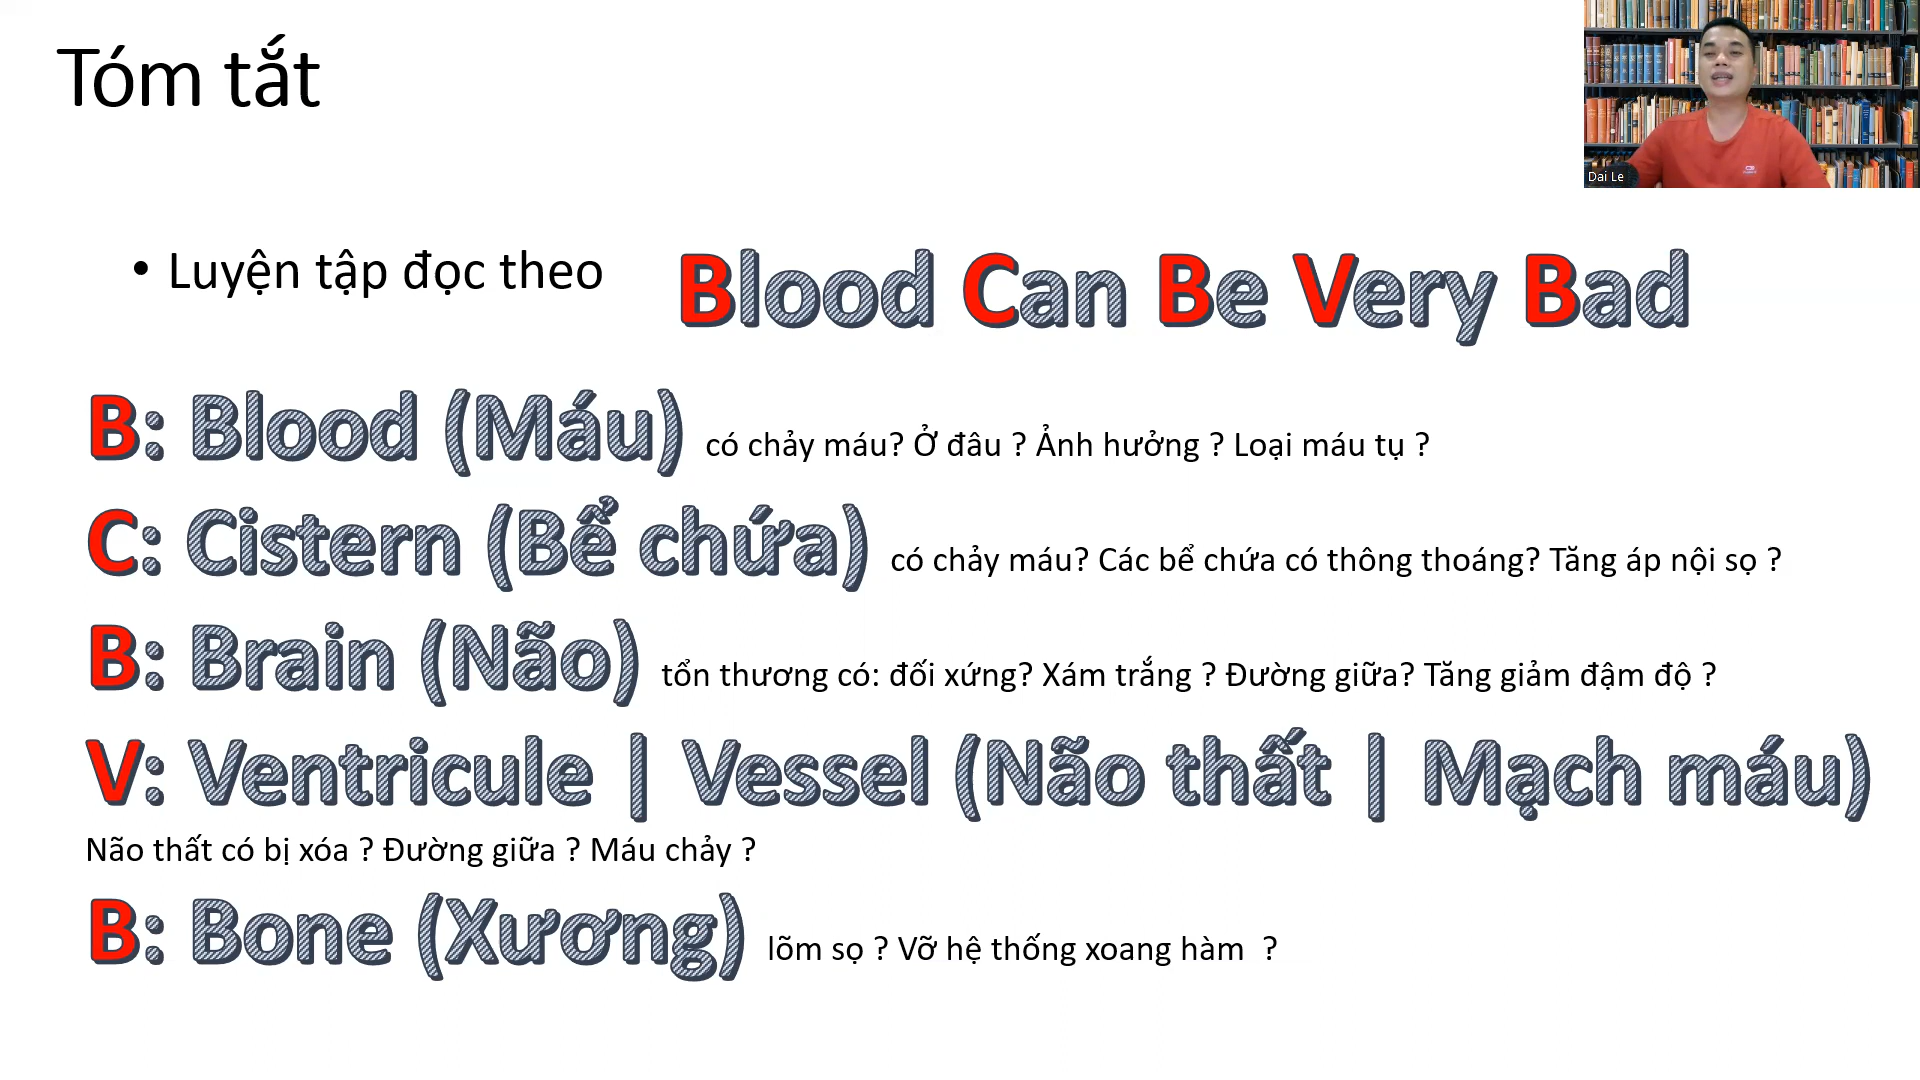 Tóm tắt
Dai Le
• Luyện tập đọc theo Blood Can Be Very Bad
B: Blood (Máu) có chảy máu? Ở đâu ? Ảnh hưởng ? Loại máu tụ ?
C: Cistern (Bể chứa) có chảy máu? Các bể chứa có thông thoáng? Tăng áp nội sọ ?
B: Brain (Não) tổn thương có: đối xứng? Xám trắng ? Đường giữa? Tăng giảm đậm độ ?
V: Ventricule | Vessel (Não thất | Mạch máu)
Não thất có bị xóa ? Đường giữa ? Máu chảy ?
B: Bone (Xương) lõm sọ ? Vỡ hệ thống xoang hàm ?